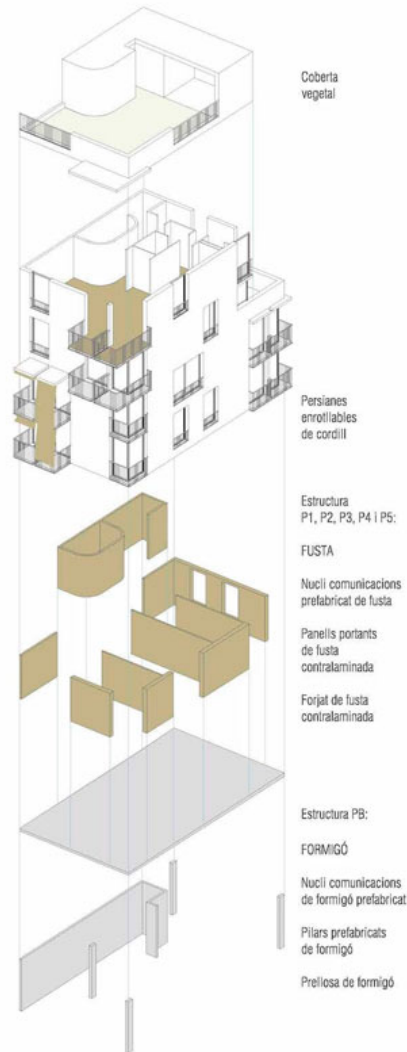 Coberta
vegetal
Persianes
enrotllables
de cordill
Estructura
P1, P2, P3, P4 I P5:
FUSTA
Nucli comunicacions
prefabricat de fusta
Panells portants
de fusta
contralaminada
Forjat de fusta
contralaminada
Estructura PB:
FORMIGÓ
Nucli comunicacions
de formigó prefabricat
Pilars prefabricats
de formigó
Prellosa de formigó